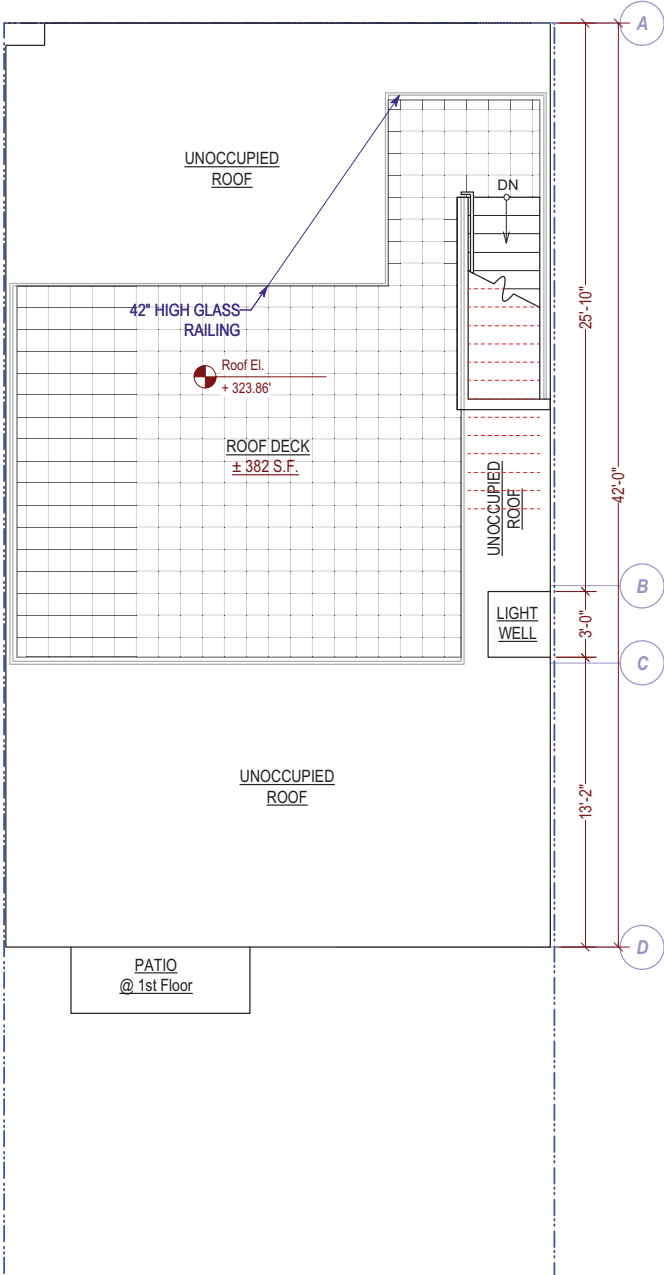 A
UNOCCUPIED
ROOF
DN
42" HIGH GLASS
RAILING
25'-10"
Roof El.
+ 323.86'
ROOF DECK
± 382 S.F.
UNOCCUPIED
ROOF
42'-0"
B
LIGHT
WELL
3'-0"
C
UNOCCUPIED
ROOF
13'-2"
D
PATIO
@ 1st Floor